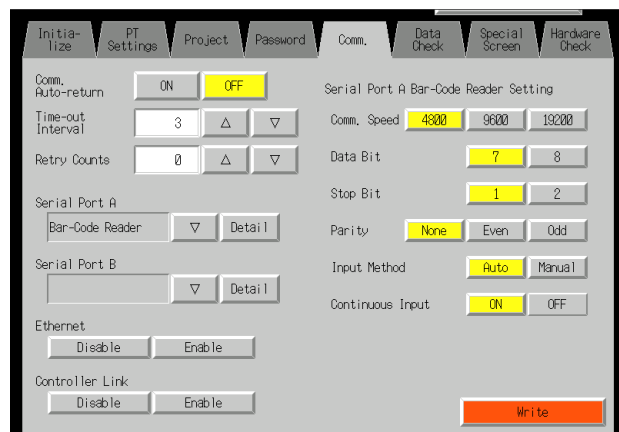 Initia-
lize
PT
Settings
Project
Password
Comm.
Data
Check
Special
Screen
Hardware
Check
Comm.
Auto-return
ON
OFF
Time-out
Interval
3
△
▽
Retry Counts
0
△
▽
Serial Port A
Bar-Code Reader
▽
Detail
Serial Port B
▽
Detail
Ethernet
Disable
Enable
Controller Link
Disable
Enable
Serial Port A Bar-Code Reader Setting
Comm. Speed
4800
9600
19200
Data Bit
7
8
Stop Bit
1
2
Parity
None
Even
Odd
Input Method
Auto
Manual
Continuous Input
ON
OFF
Write